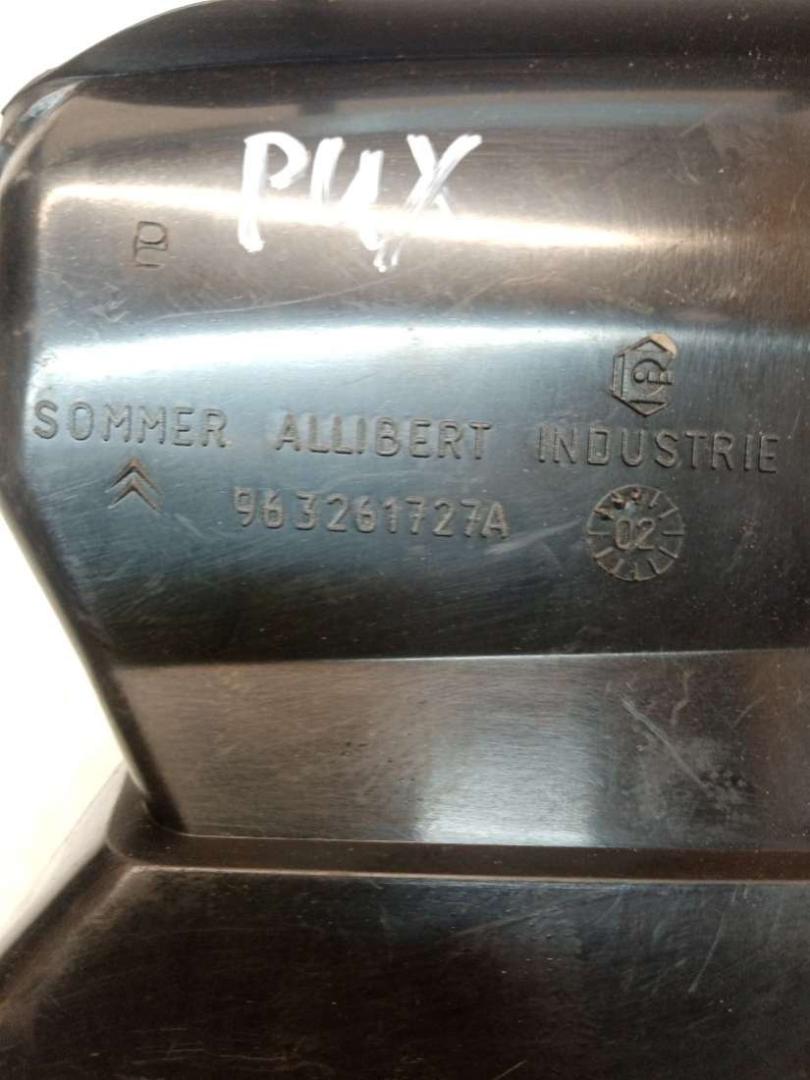 P4X
D
SOMMER ALLIBERT INDUSTRIE
963261727A
02